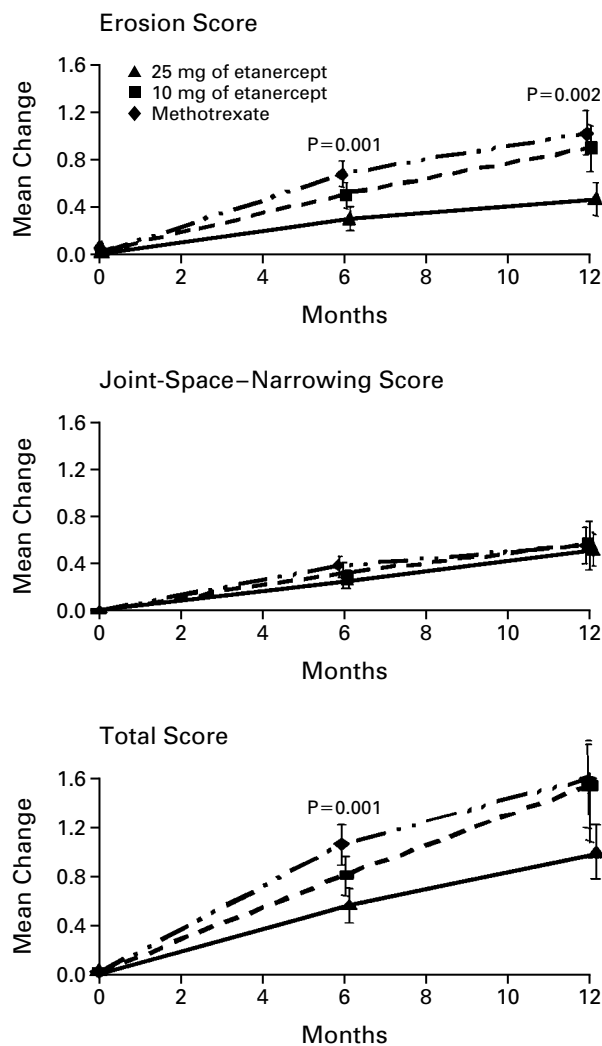 Erosion Score
1.6
1.2
0.8
0.4
0.0
Mean Change
25 mg of etanercept
10 mg of etanercept
Methotrexate
P=0.001
P=0.002
0 2 4 6 8 10 12
Months
Joint-Space–Narrowing Score
1.6
1.2
0.8
0.4
0.0
Mean Change
0 2 4 6 8 10 12
Months
Total Score
1.6
1.2
0.8
0.4
0.0
Mean Change
P=0.001
0 2 4 6 8 10 12
Months